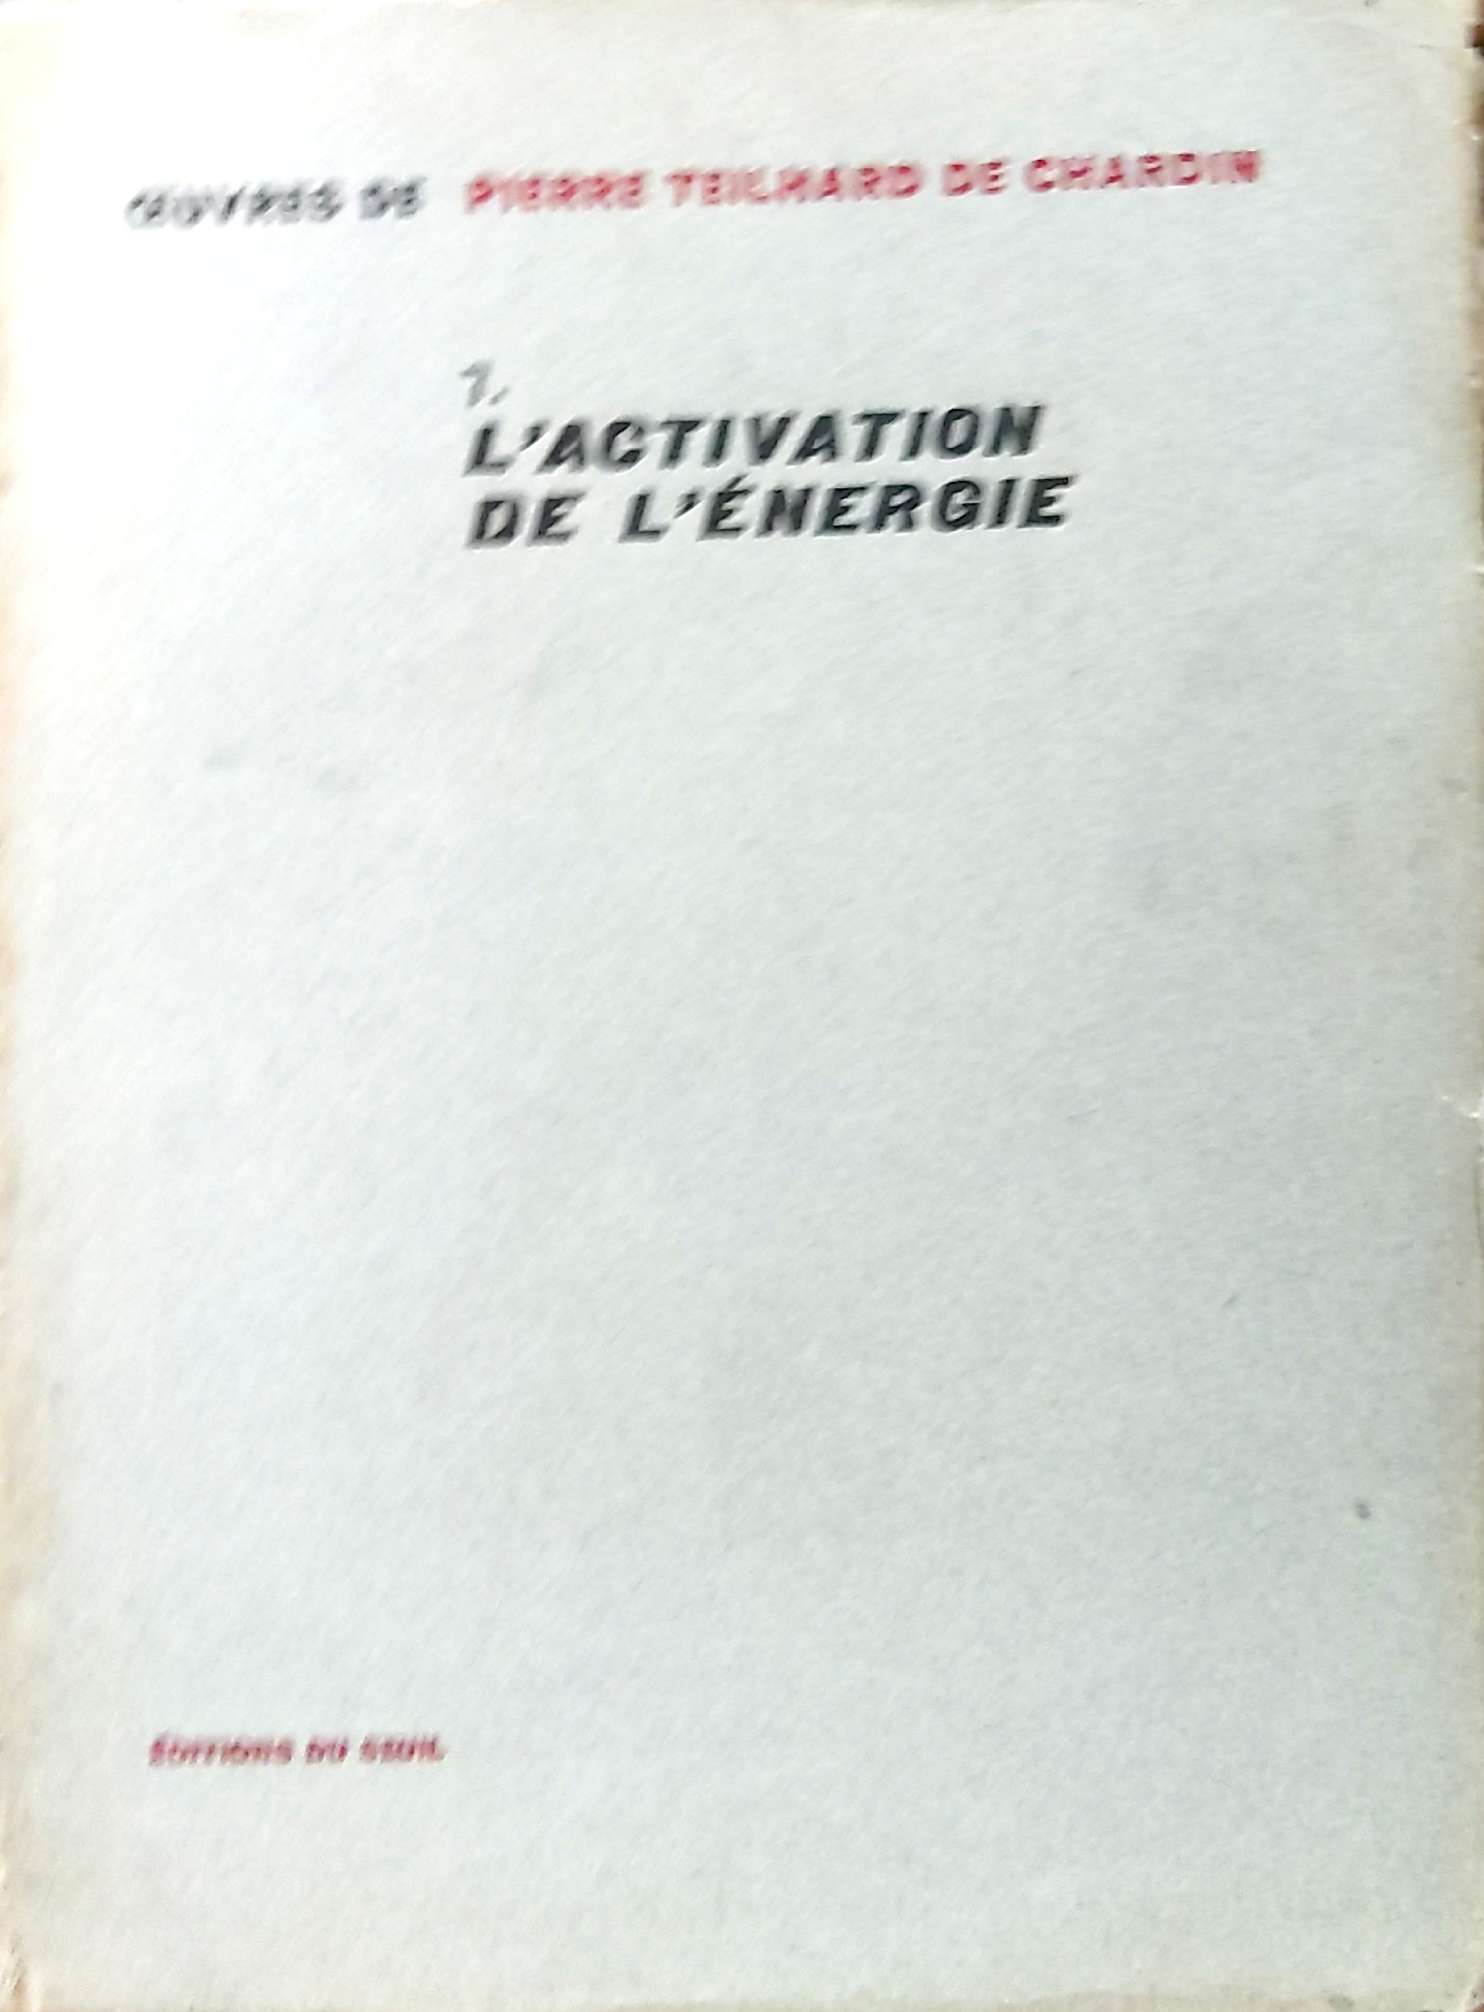 ŒUVRES DE PIERRE TEILHARD DE CHARDIN
7.
L'ACTIVATION
DE L'ÉNERGIE
ÉDITIONS DU SEUIL